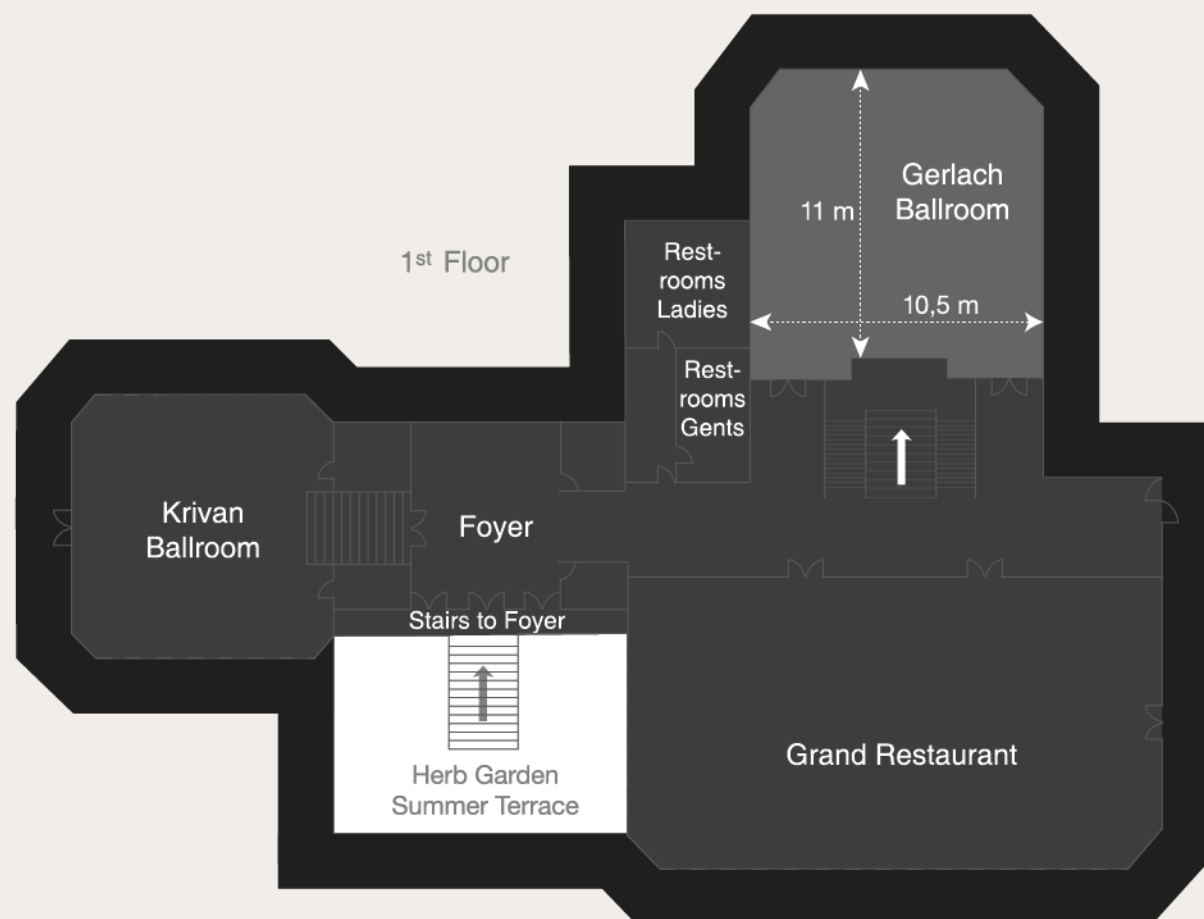 1st Floor
Gerlach
Ballroom
11 m
10,5 m
Rest-
rooms
Ladies
Rest-
rooms
Gents
Krivan
Ballroom
Foyer
Stairs to Foyer
Herb Garden
Summer Terrace
Grand Restaurant